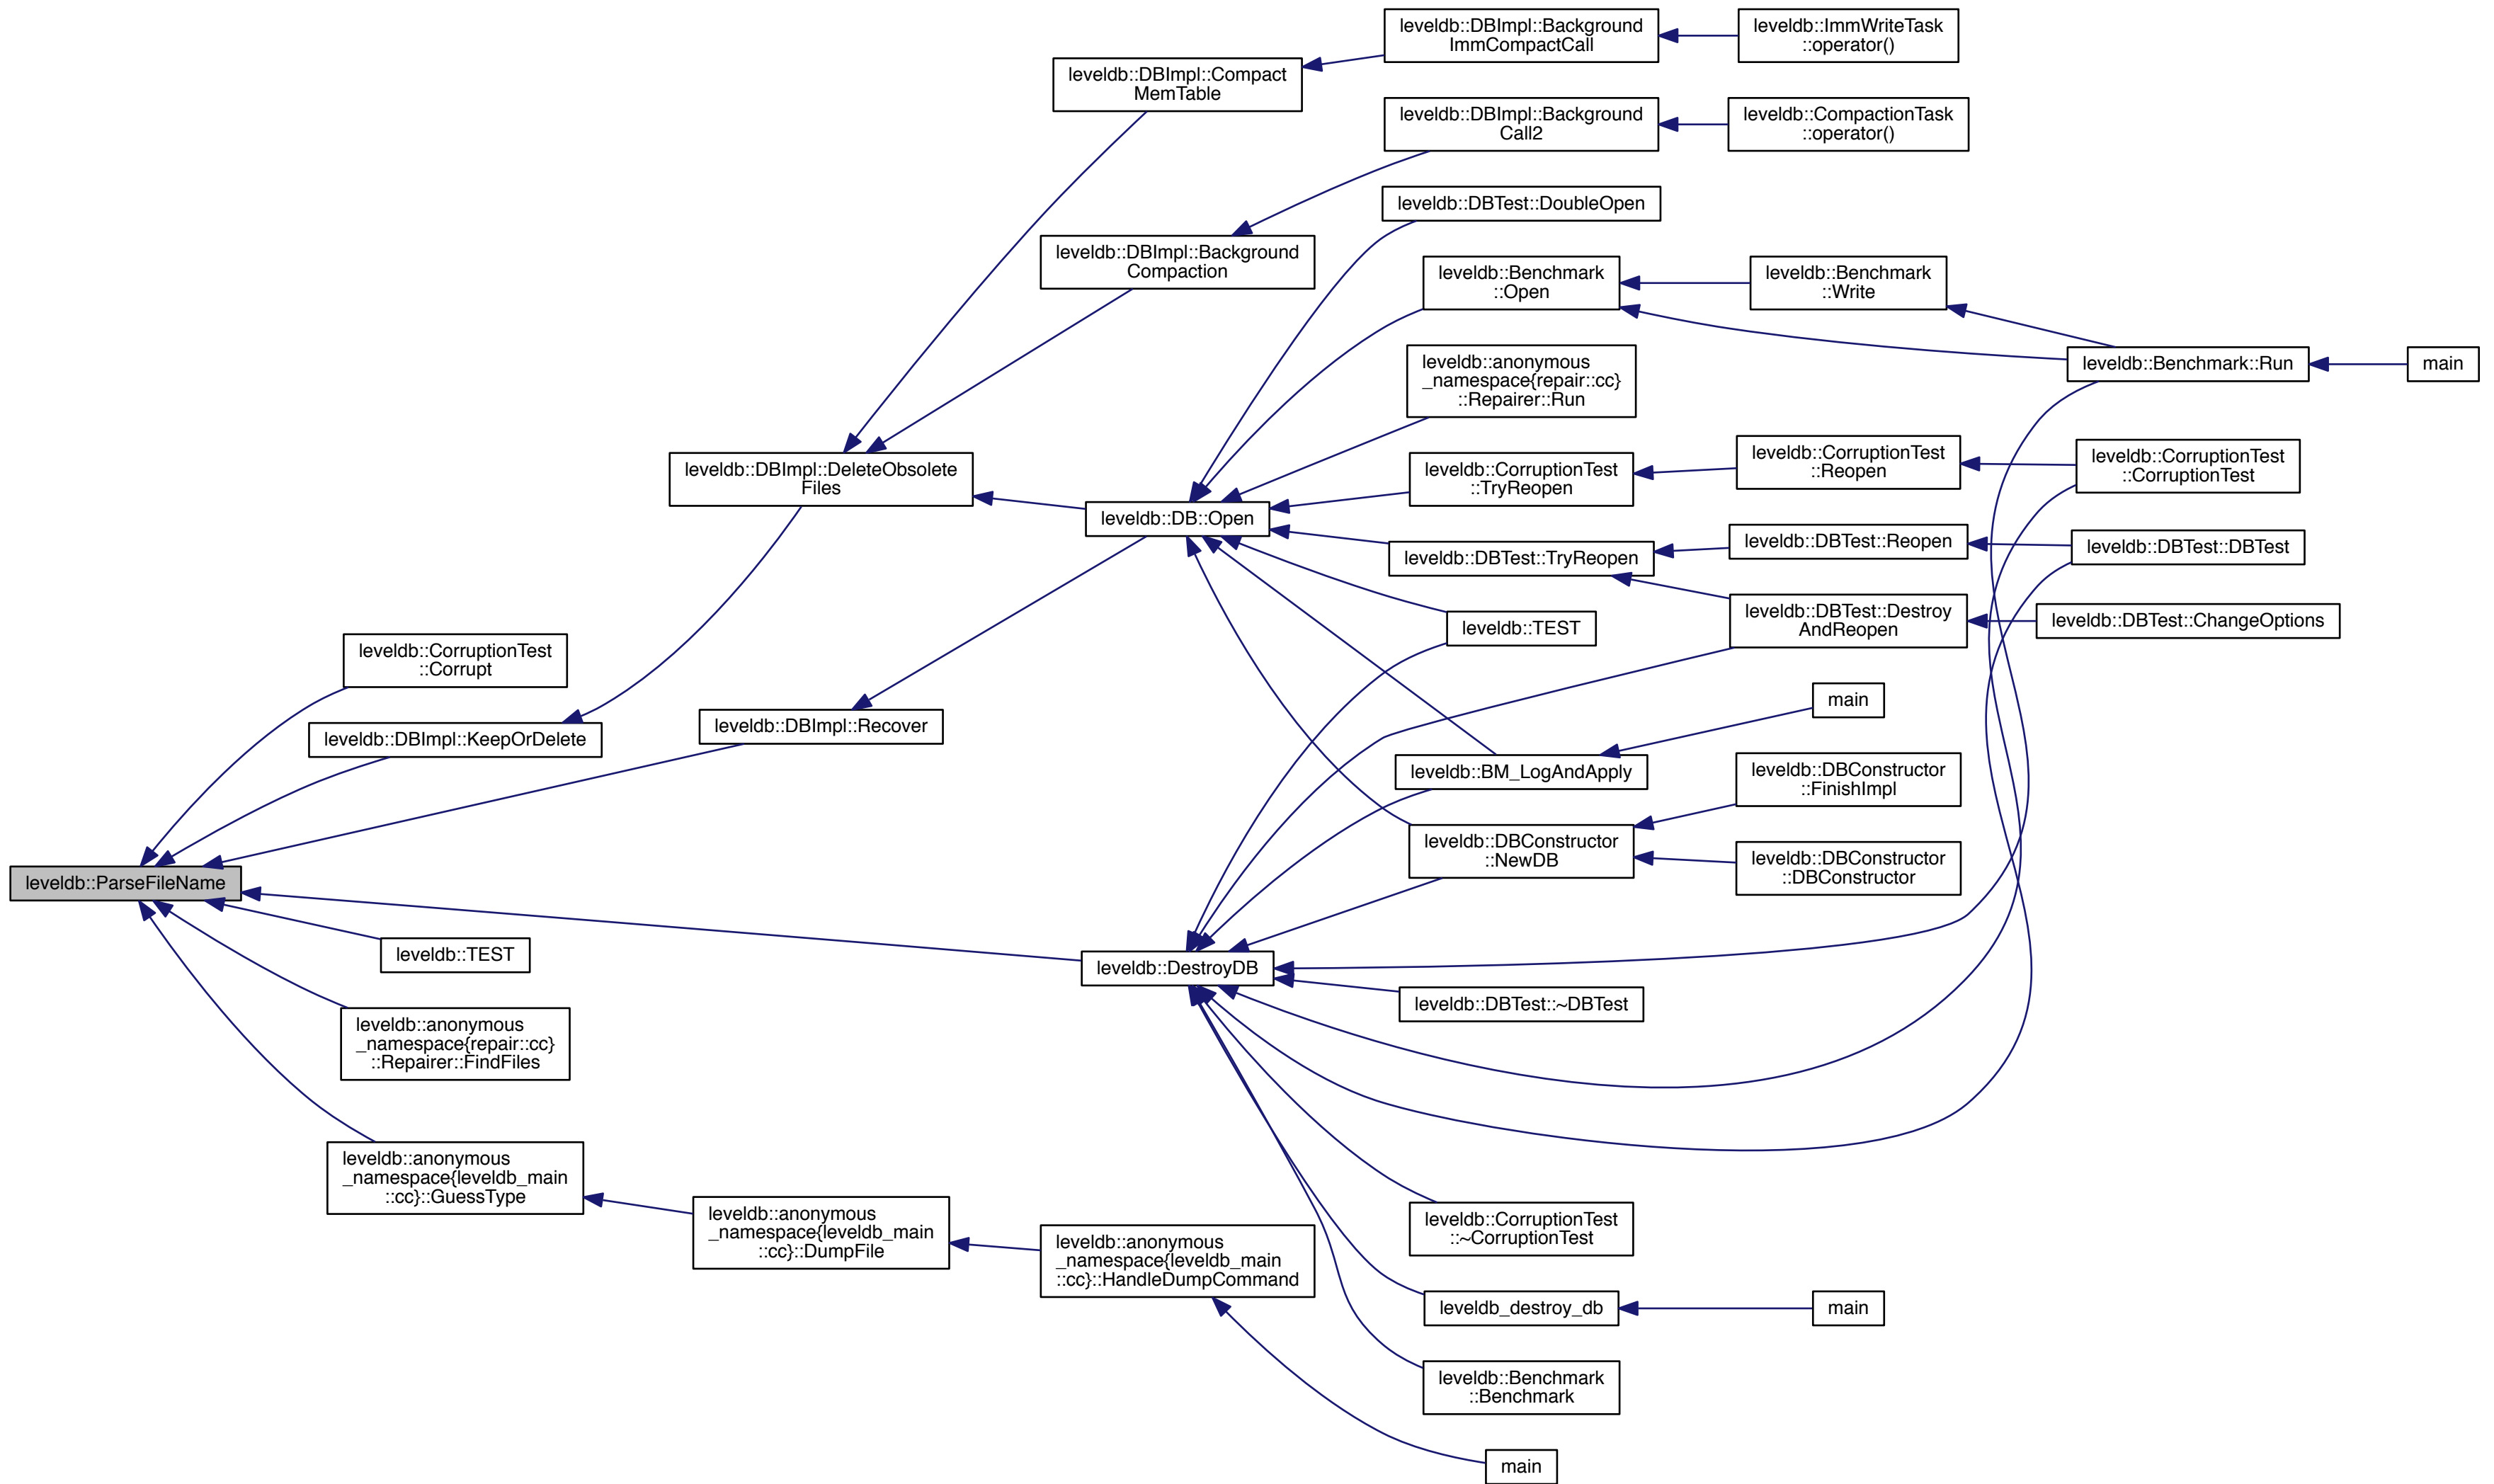 leveldb::DBImpl::Background
ImmCompactCall
leveldb::ImmWriteTask
::operator()
leveldb::DBImpl::Compact
MemTable
leveldb::DBImpl::Background
Call2
leveldb::CompactionTask
::operator()
leveldb::DBTest::DoubleOpen
leveldb::DBImpl::Background
Compaction
leveldb::Benchmark
::Open
leveldb::Benchmark
::Write
leveldb::anonymous
_namespace{repair::cc}
::Repairer::Run
leveldb::Benchmark::Run
main
leveldb::DBImpl::DeleteObsolete
Files
leveldb::CorruptionTest
::TryReopen
leveldb::CorruptionTest
::Reopen
leveldb::CorruptionTest
::CorruptionTest
leveldb::DB::Open
leveldb::DBTest::TryReopen
leveldb::DBTest::Reopen
leveldb::DBTest::DBTest
leveldb::TEST
leveldb::DBTest::Destroy
AndReopen
leveldb::DBTest::ChangeOptions
leveldb::CorruptionTest
::Corrupt
leveldb::DBImpl::KeepOrDelete
leveldb::DBImpl::Recover
main
leveldb::BM_LogAndApply
leveldb::DBConstructor
::FinishImpl
leveldb::DBConstructor
::NewDB
leveldb::DBConstructor
::DBConstructor
leveldb::ParseFileName
leveldb::TEST
leveldb::DestroyDB
leveldb::DBTest::~DBTest
leveldb::anonymous
_namespace{repair::cc}
::Repairer::FindFiles
leveldb::anonymous
_namespace{leveldb_main
::cc}::GuessType
leveldb::anonymous
_namespace{leveldb_main
::cc}::DumpFile
leveldb::anonymous
_namespace{leveldb_main
::cc}::HandleDumpCommand
leveldb::CorruptionTest
::~CorruptionTest
leveldb_destroy_db
main
leveldb::Benchmark
::Benchmark
main